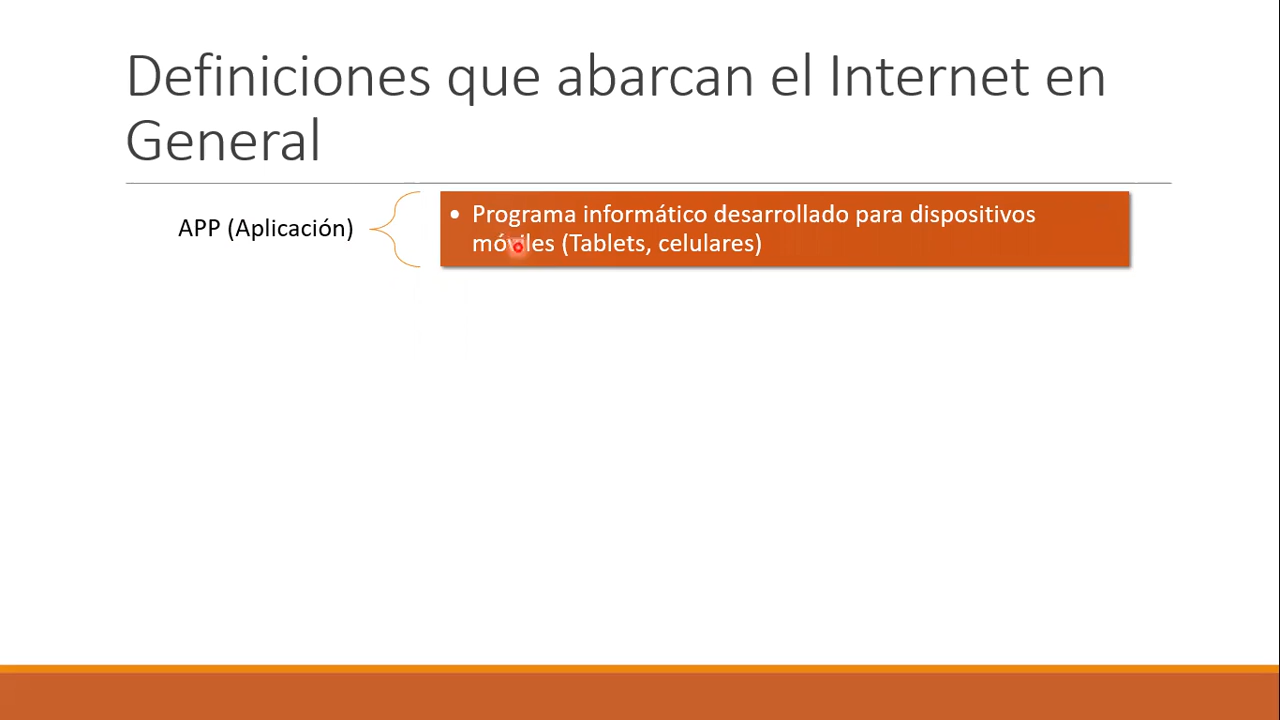 Definiciones que abarcan el Internet en
General
APP (Aplicación)
• Programa informático desarrollado para dispositivos
móviles (Tablets, celulares)